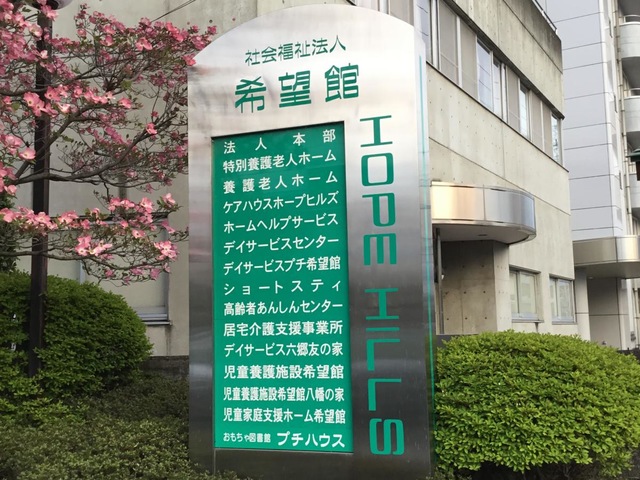 社会福祉法人
希望館
HOPE HILLS
法人本部
特別養護老人ホーム
養護老人ホーム
ケアハウスホープヒルズ
ホームヘルプサービス
デイサービスセンター
デイサービスプチ希望館
ショートスティ
高齢者あんしんセンター
居宅介護支援事業所
デイサービス六郷友の家
児童養護施設希望館
児童養護施設希望館八幡の家
児童家庭支援ホーム希望館
おもちゃ図書館 プチハウス